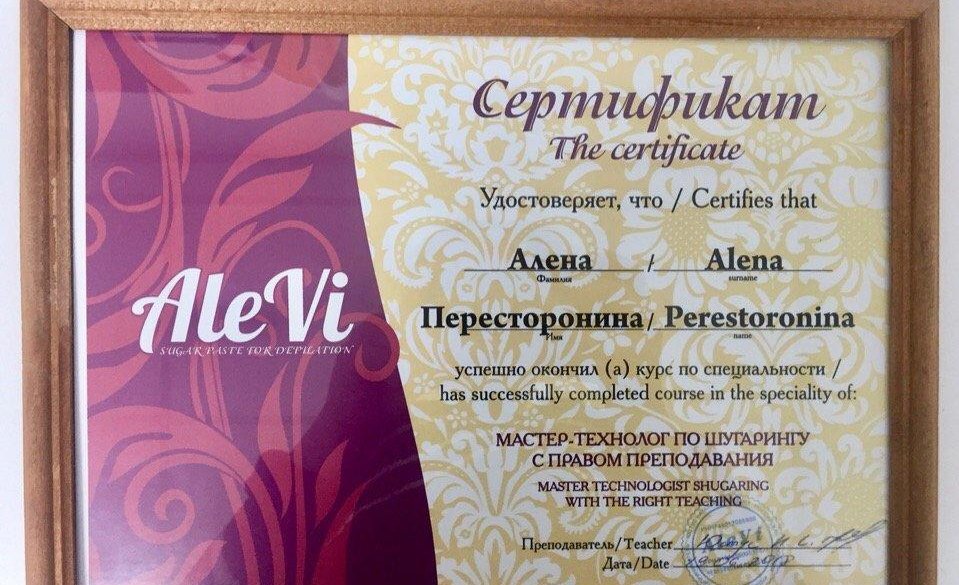 Сертификат
The certificate
Удостоверяет, что / Certifies that
Алена / Alena
Фамилия surname
Пересторонина / Perestoronina
Имя name
успешно окончил (а) курс по специальности /
has successfully completed course in the speciality of:
МАСТЕР-ТЕХНОЛОГ ПО ШУГАРИНГУ
С ПРАВОМ ПРЕПОДАВАНИЯ
MASTER TECHNOLOGIST SHUGARING
WITH THE RIGHT TEACHING
Преподаватель/Teacher
Дата/Date
AleVi
SUGAR PASTE FOR DEPILATION